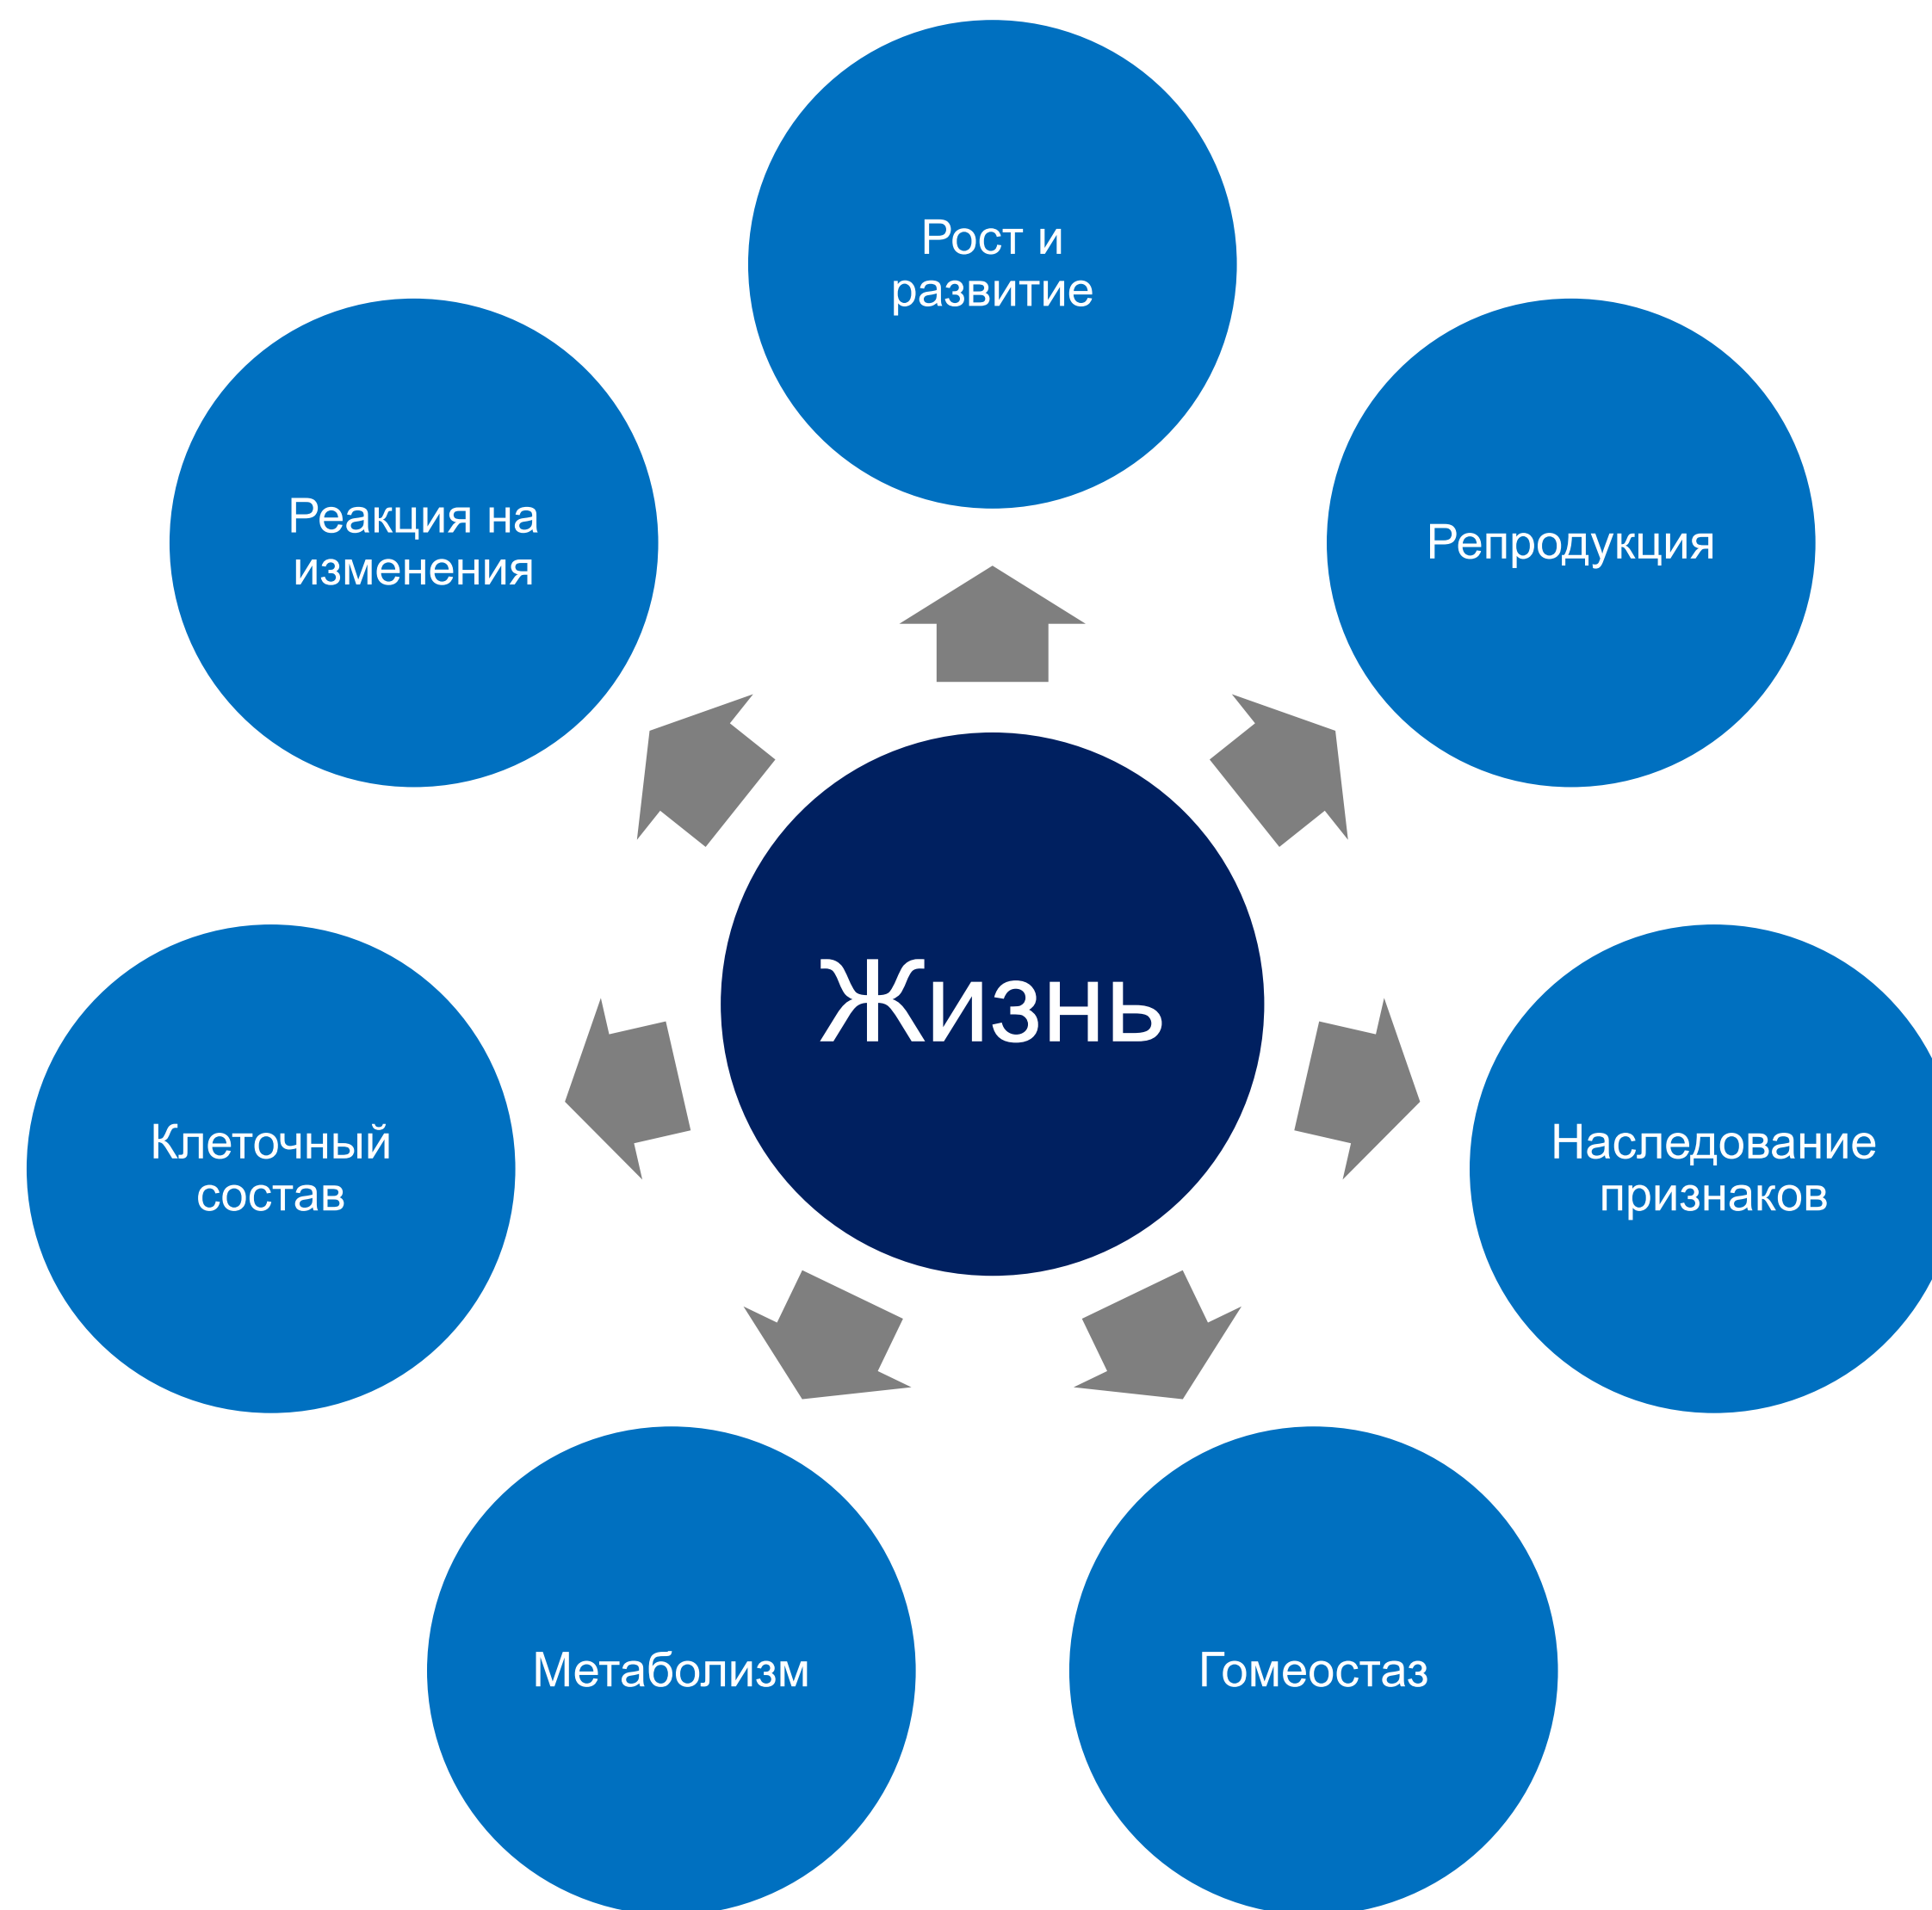 Рост и
развитие
Реакция на
изменения
Репродукция
Жизнь
Клеточный
состав
Наследование
признаков
Метаболизм
Гомеостаз